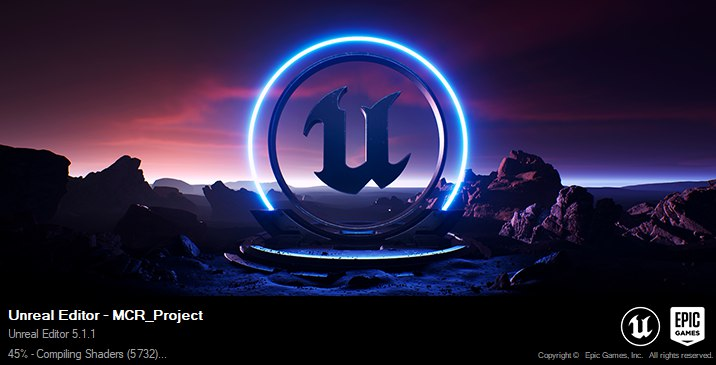 Unreal Editor - MCR_Project
Unreal Editor 5.1.1
45% - Compiling Shaders (5732)...
EPIC
GAMES
Copyright © Epic Games, Inc. All rights reserved.